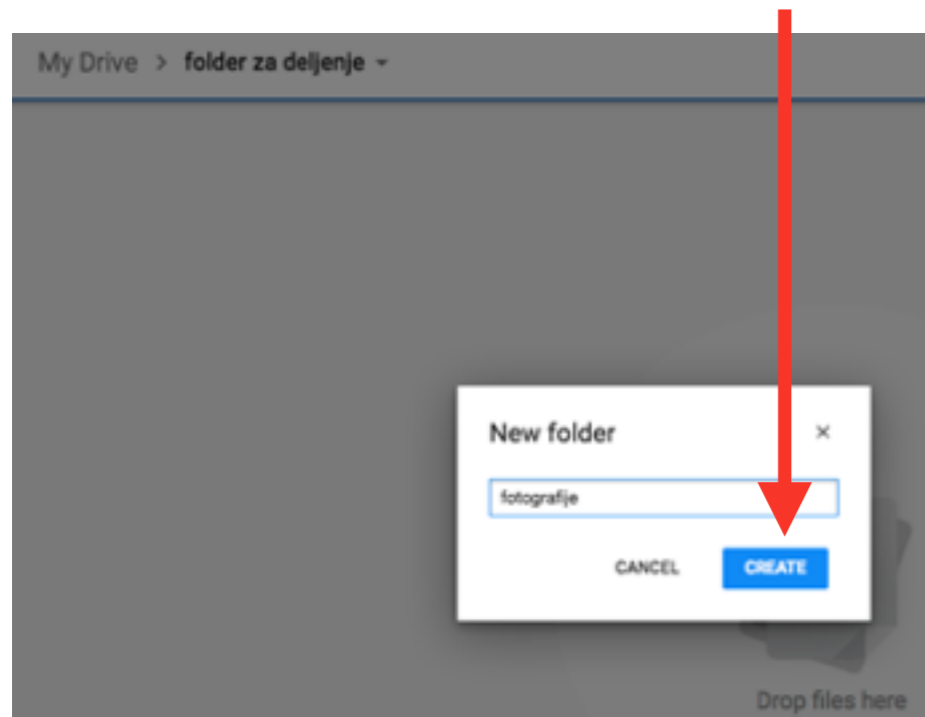 My Drive > folder za deljenje
New folder ×
fotografije
CANCEL CREATE
Drop files here